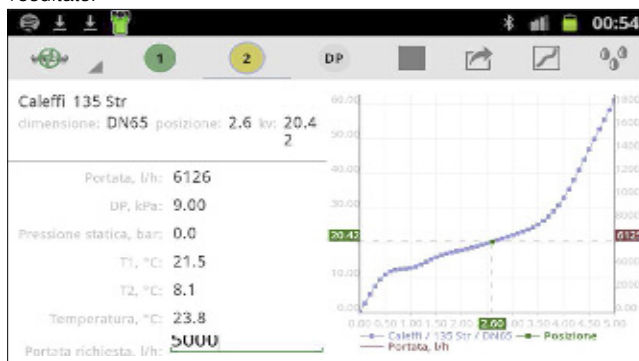 00:54
1 2 DP
Caleffi 135 Str
dimensione: DN65 posizione: 2.6 kv: 20.4
2
Portata, l/h: 6126
DP, kPa: 9.00
Pressione statica, bar: 0.0
T1, °C: 21.5
T2, °C: 8.1
Temperatura, °C: 23.8
Portata richiesta, l/h: 5000
60.00
50.00
40.00
30.00
20.42
10.00
0.00
0.00 0.50 1.00 1.50 2.00 2.60 3.50 4.00 4.50 5.00
Caleffi / 135 Str / DN65 Posizione
Portata, l/h